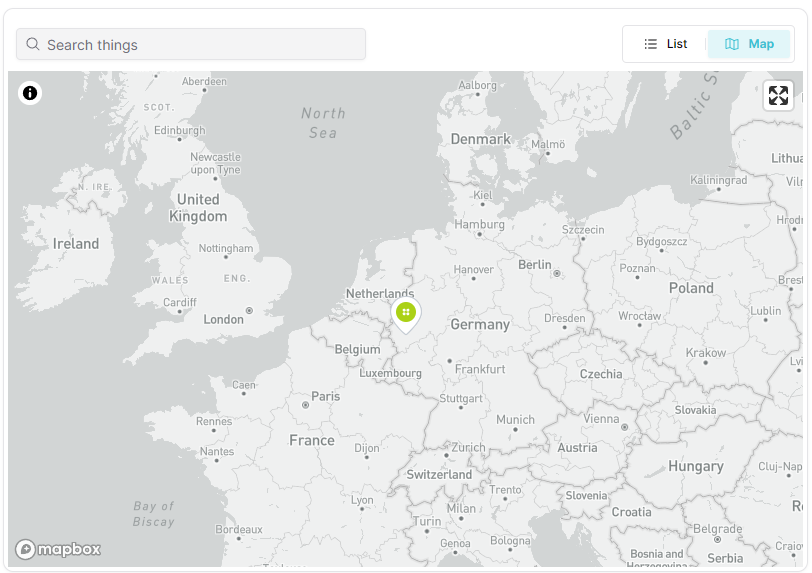 Search things
List
Map
Aberdeen
SCOT.
Edinburgh
North
Sea
Aalborg
Denmark
Baltic
Malmö
Newcastle
upon Tyne
N. IRE.
United
Kingdom
Kiel
Kaliningrad
Ireland
Nottingham
Hamburg
Szczecin
Bydgoszcz
WALES
ENG.
Hanover
Berlin
Poznan
Poland
Cardiff
London
Netherlands
Germany
Dresden
Wrocław
Lublin
Belgium
Luxembourg
Frankfurt
Czechia
Krakow
Caen
Paris
Stuttgart
Slovakia
Rennes
France
Munich
Vienna
Nantes
Dijon
Zürich
Austria
Switzerland
Hungary
Cluj-Nap
Bay of
Biscay
Lyon
Trento
Slovenia
Croatia
Milan
Turin
Bordeaux
Genoa
Bologna
Belgrade
Bosnia and
Serbia
mapbox